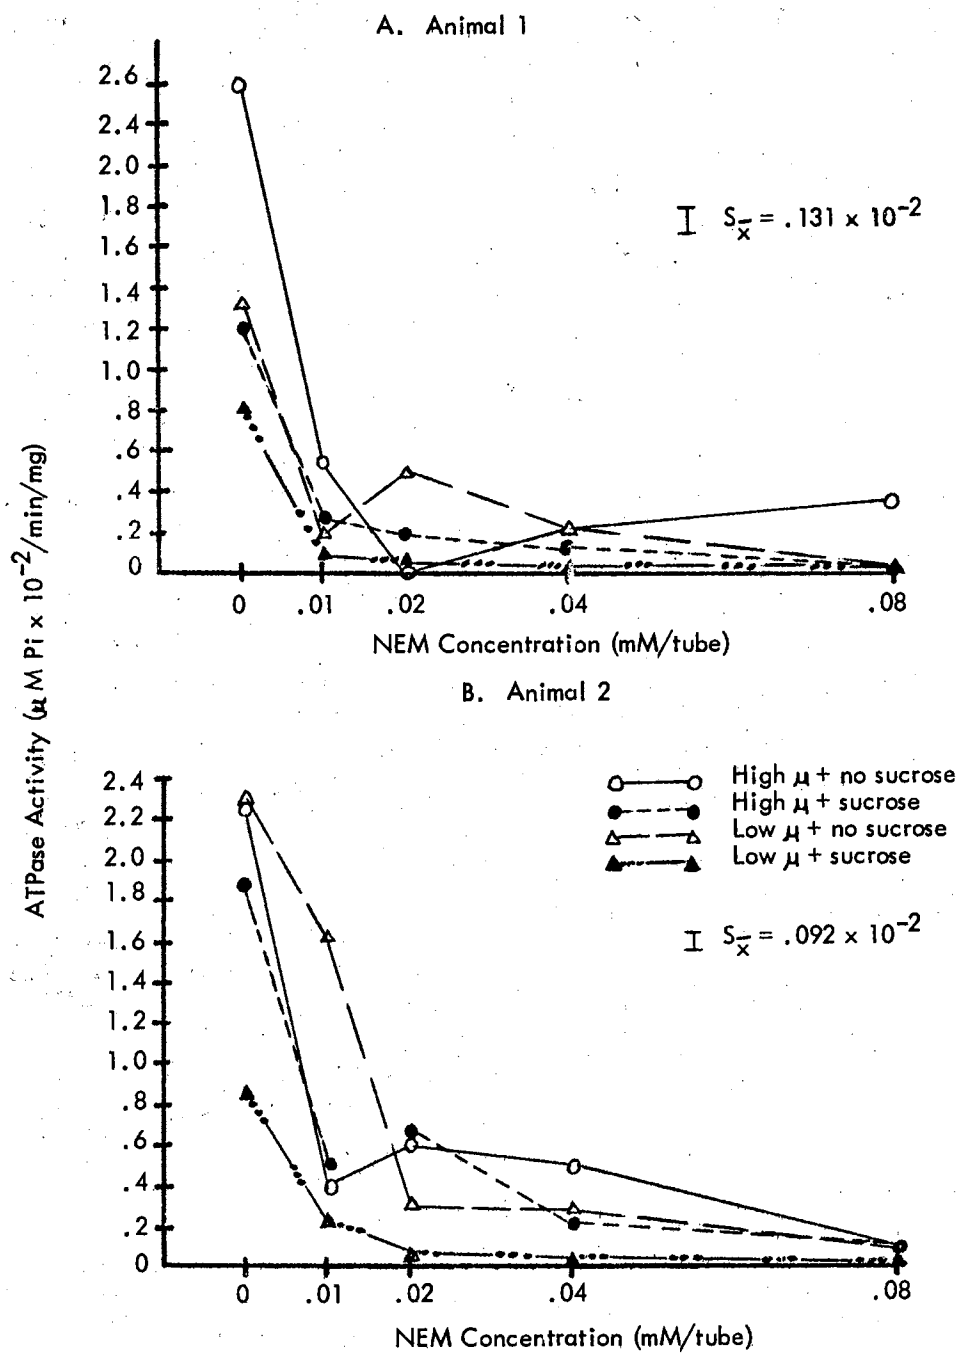 A. Animal 1
2.6
2.4
2.0
1.8
1.6
1.4
1.2
1.0
.8
.6
.4
.2
0
S x̄ = .131 x 10⁻²
0 .01 .02 .04 .08
NEM Concentration (mM/tube)
ATPase Activity (μM Pi x 10⁻²/min/mg)
B. Animal 2
2.4
2.2
2.0
1.8
1.6
1.4
1.2
1.0
.8
.6
.4
.2
0
High μ + no sucrose
High μ + sucrose
Low μ + no sucrose
Low μ + sucrose
S x̄ = .092 x 10⁻²
0 .01 .02 .04 .08
NEM Concentration (mM/tube)